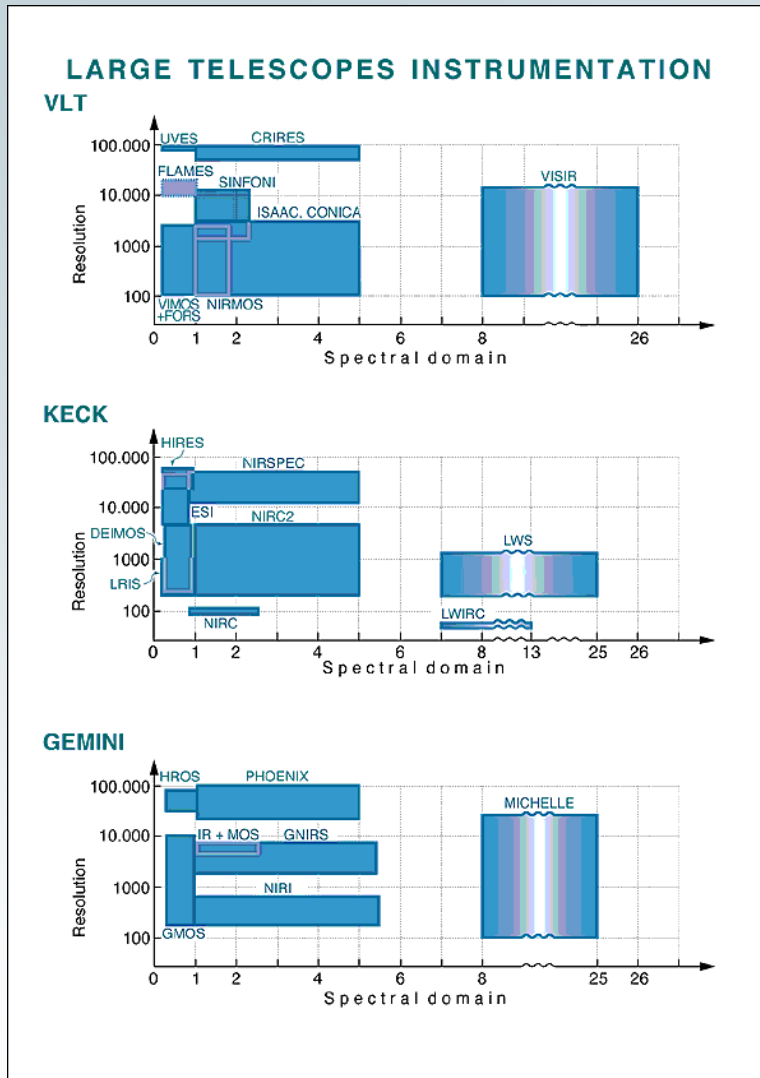 LARGE TELESCOPES INSTRUMENTATION
VLT
UVES CRIRES
100.000
FLAMES
SINFONI
VISIR
10.000
ISAAC. CONICA
Resolution
1000
100
VIMOS
+FORS
NIRMOS
0 1 2 4 6 8 26
Spectral domain
KECK
HIRES
100.000
NIRSPEC
10.000
ESI
NIRC2
DEIMOS
LWS
Resolution
1000
LRIS
100
NIRC
LWIRC
0 1 2 4 6 8 13 25 26
Spectral domain
GEMINI
HROS PHOENIX
100.000
MICHELLE
10.000
IR + MOS GNIRS
Resolution
1000
NIRI
100
GMOS
0 1 2 4 6 8 25 26
Spectral domain